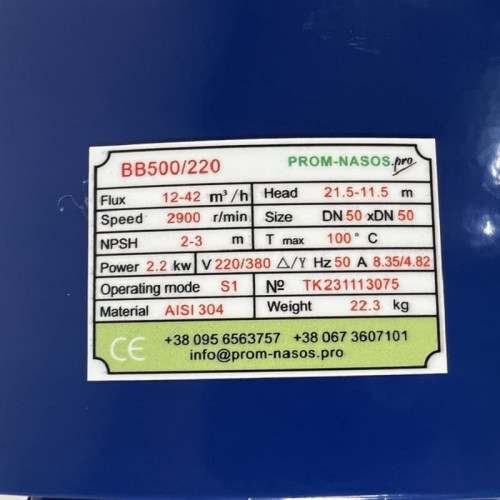 BB500/220 PROM-NASOS.pro
Flux 12-42 m³/h Head 21.5-11.5 m
Speed 2900 r/min Size DN 50 xDN 50
NPSH 2-3 m T max 100° C
Power 2.2 kw V 220/380 △/Y Hz 50 A 8.35/4.82
Operating mode S1 № TK231113075
Material AISI 304 Weight 22.3 kg
CE +38 095 6563757 +38 067 3607101
info@prom-nasos.pro